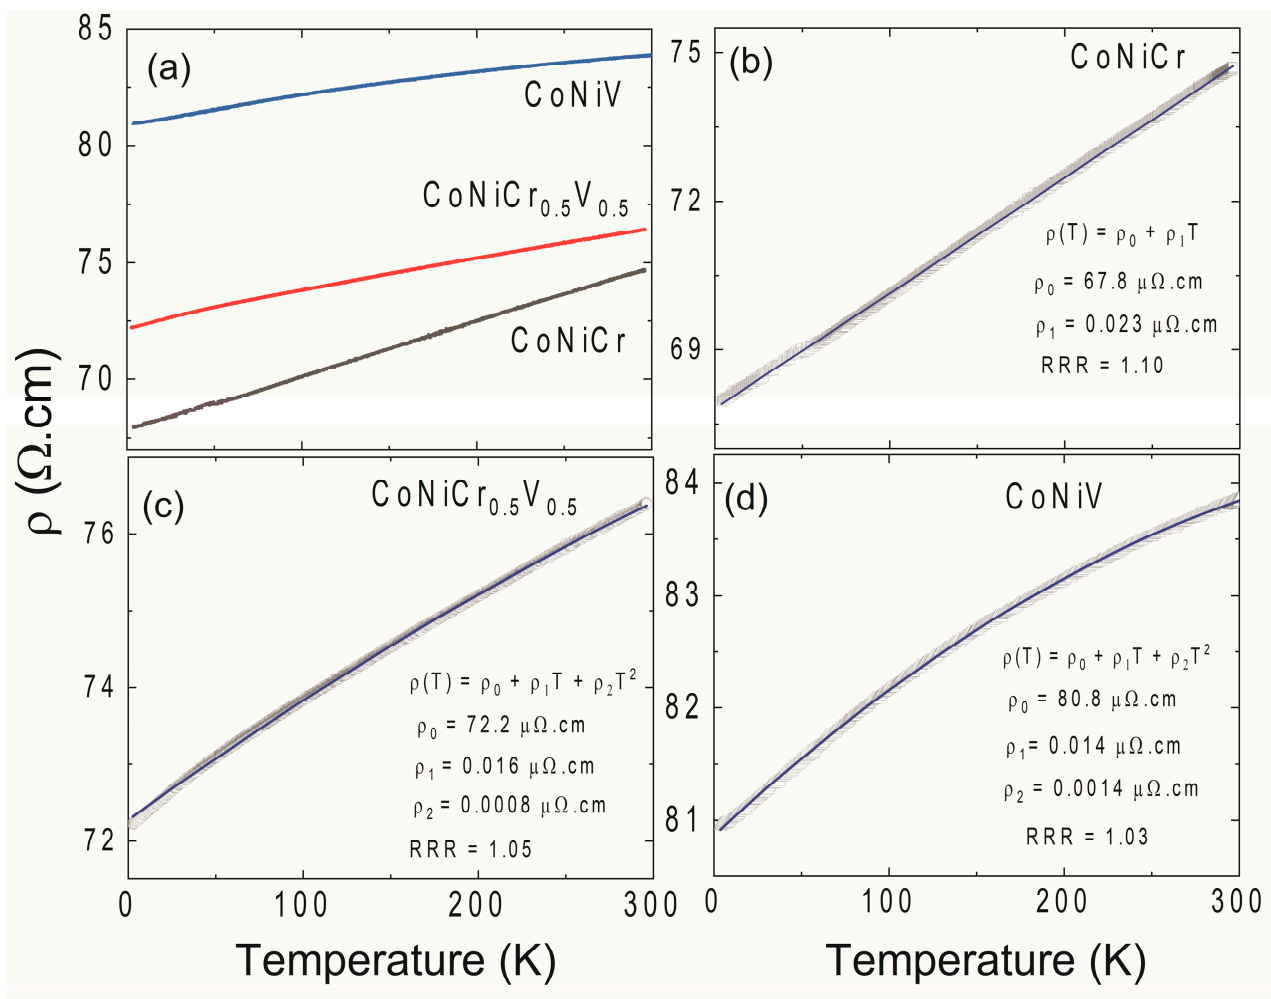 (a)
85
80
75
70
CoNiV
CoNiCr₀.₅V₀.₅
CoNiCr
(b)
CoNiCr
75
72
69
ρ(T) = ρ₀ + ρ₁T
ρ₀ = 67.8 μΩ.cm
ρ₁ = 0.023 μΩ.cm
RRR = 1.10
ρ (Ω.cm)
(c)
CoNiCr₀.₅V₀.₅
76
74
72
ρ(T) = ρ₀ + ρ₁T + ρ₂T²
ρ₀ = 72.2 μΩ.cm
ρ₁ = 0.016 μΩ.cm
ρ₂ = 0.0008 μΩ.cm
RRR = 1.05
0 100 200 300
Temperature (K)
(d)
CoNiV
84
83
82
81
ρ(T) = ρ₀ + ρ₁T + ρ₂T²
ρ₀ = 80.8 μΩ.cm
ρ₁= 0.014 μΩ.cm
ρ₂ = 0.0014 μΩ.cm
RRR = 1.03
0 100 200 300
Temperature (K)